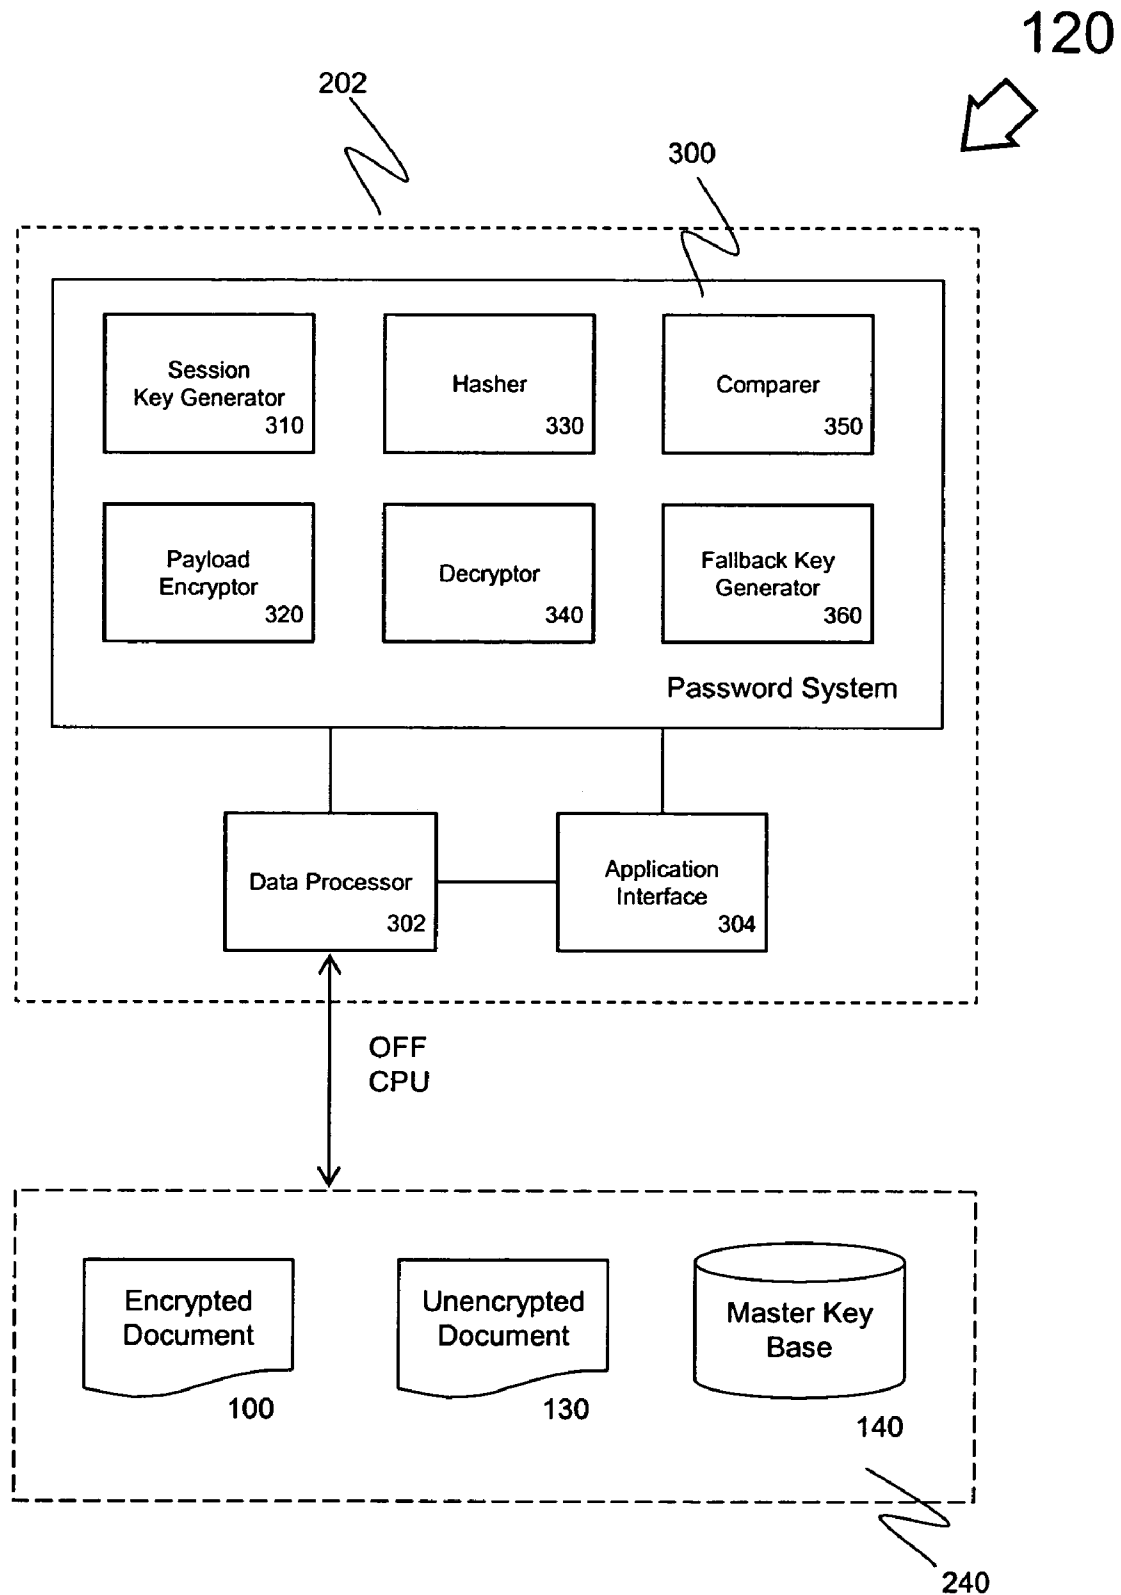 120
202
300
Session
Key Generator
310
Hasher
330
Comparer
350
Payload
Encryptor
320
Decryptor
340
Fallback Key
Generator
360
Password System
Data Processor
302
Application
Interface
304
OFF
CPU
Encrypted
Document
100
Unencrypted
Document
130
Master Key
Base
140
240